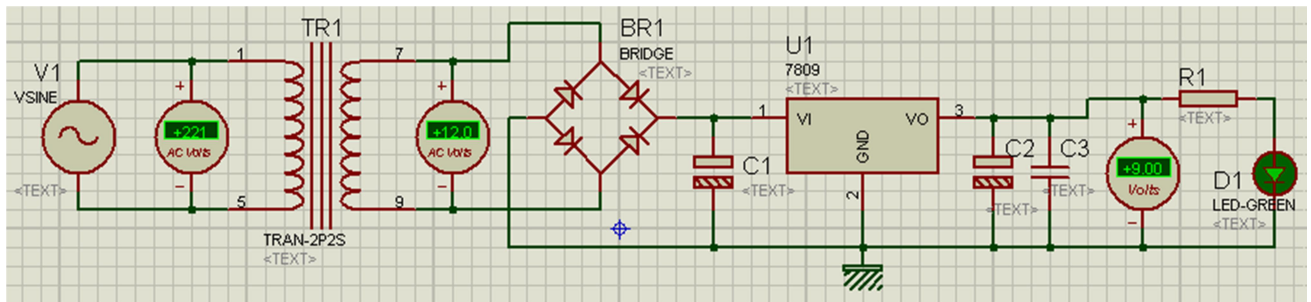 V1
VSINE
<TEXT>
+221
AC Volts
TR1
1
5
7
9
TRAN-2P2S
<TEXT>
+12.0
AC Volts
BR1
BRIDGE
<TEXT>
C1
<TEXT>
U1
7809
<TEXT>
1
VI
VO
3
GND
2
C2
<TEXT>
C3
<TEXT>
+9.00
Volts
R1
<TEXT>
D1
LED-GREEN
<TEXT>